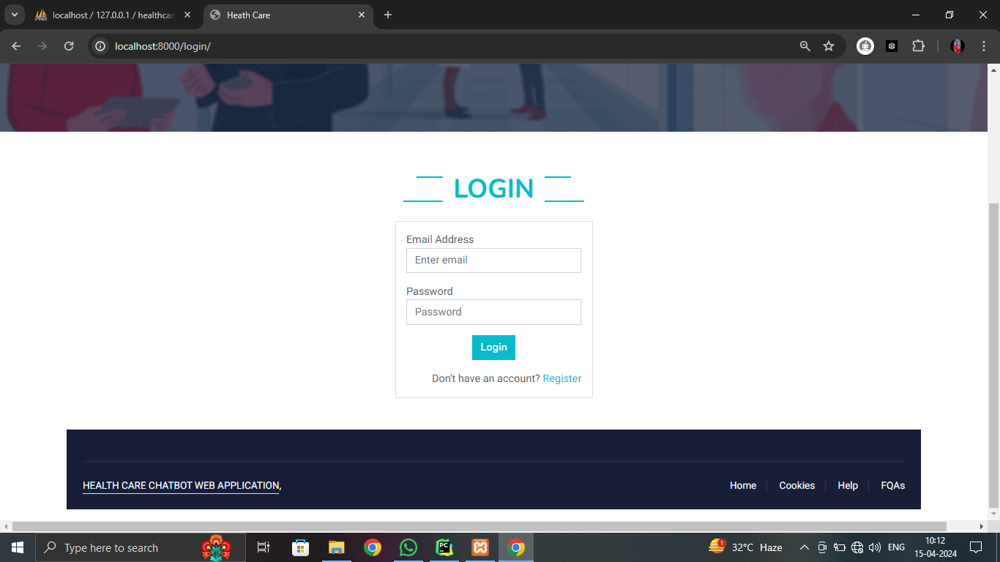 localhost / 127.0.0.1 / healthcar
Heath Care
localhost:8000/login/
LOGIN
Email Address
Enter email
Password
Password
Login
Don't have an account? Register
HEALTH CARE CHATBOT WEB APPLICATION,
Home Cookies Help FQAs
Type here to search
PC
1
32°C Haze
ENG
10:12
15-04-2024